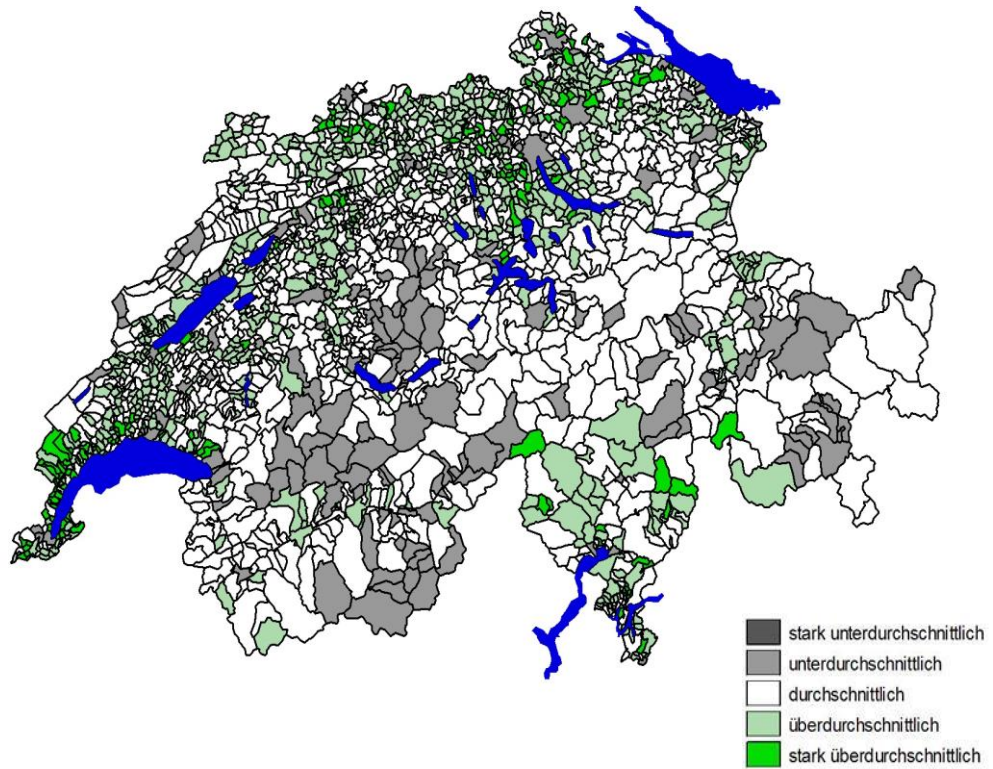 stark unterdurchschnittlich
unterdurchschnittlich
durchschnittlich
überdurchschnittlich
stark überdurchschnittlich